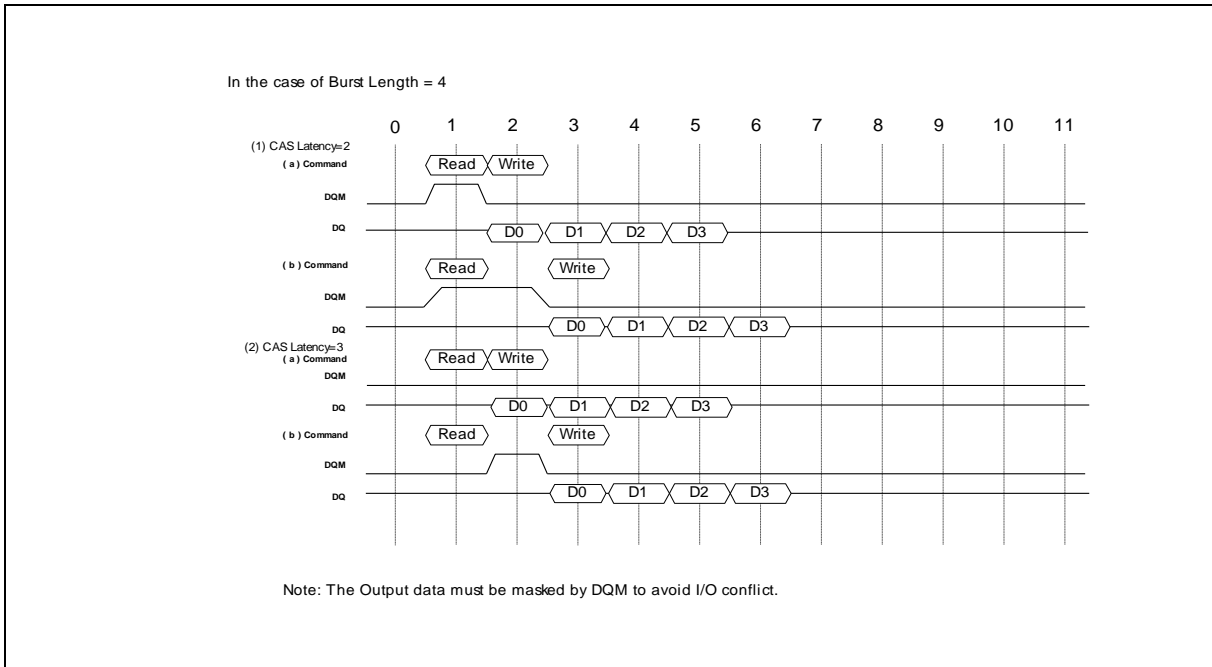 In the case of Burst Length = 4
0 1 2 3 4 5 6 7 8 9 10 11
(1) CAS Latency=2
( a ) Command Read Write
DQM
DQ D0 D1 D2 D3
( b ) Command Read Write
DQM
DQ D0 D1 D2 D3
(2) CAS Latency=3
( a ) Command Read Write
DQM
DQ D0 D1 D2 D3
( b ) Command Read Write
DQM
DQ D0 D1 D2 D3
Note: The Output data must be masked by DQM to avoid I/O conflict.